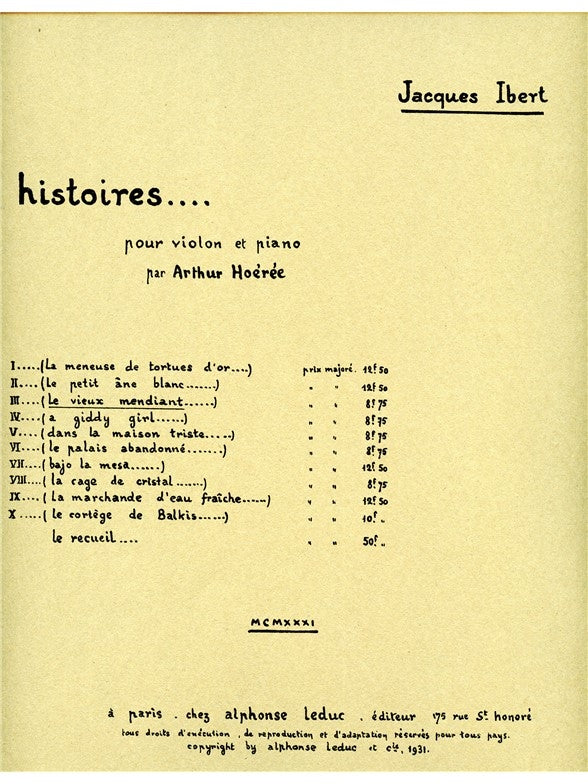 Jacques Ibert
histoires....
pour violon et piano
par Arthur Hoérée
I.....(La meneuse de tortues d'or....) prix majoré. 12f 50
II....(le petit âne blanc.......) " " 12f 50
III....(Le vieux mendiant......) " " 8f 75
IV....(a giddy girl......) " " 8f 75
V.....(dans la maison triste.....) " " 8f 75
VI....(le palais abandonné.......) " " 8f 75
VII....(bajo la mesa......) " " 12f 50
VIII....(la cage de cristal.......) " " 8f 75
IX....(La marchande d'eau fraîche......) " " 12f 50
X.....(le cortège de Balkis......) " " 10f "
le recueil.... " " 50f "
MCMXXXI
à paris . chez alphonse Leduc . éditeur 175 rue St honoré
tous droits d'exécution , de reproduction et d'adaptation réservés pour tous pays.
copyright by alphonse Leduc et cie, 1931.